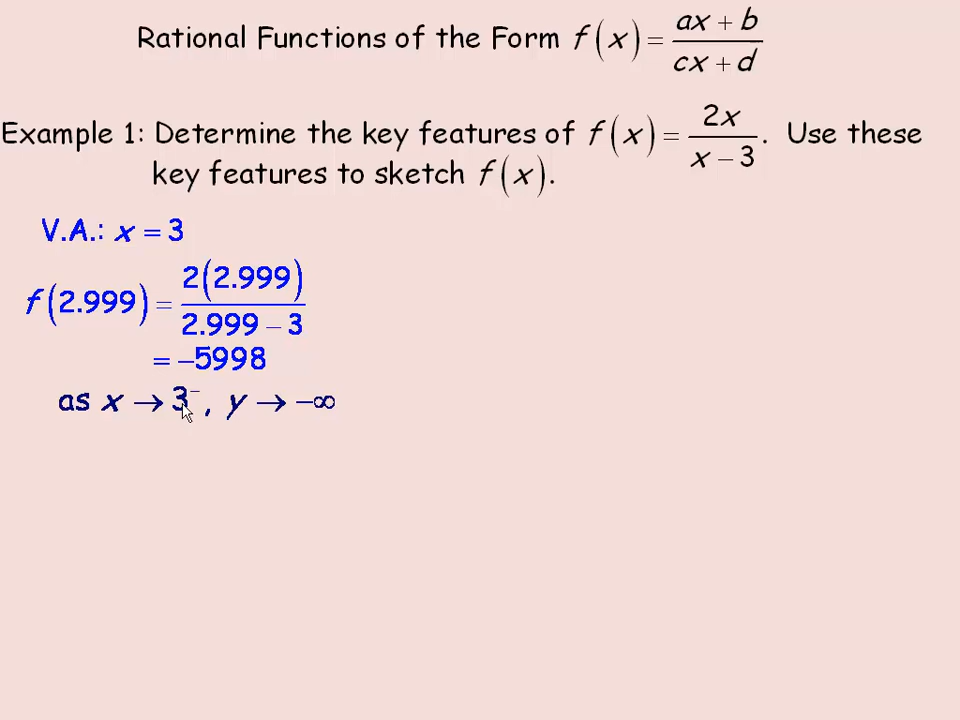 Rational Functions of the Form f(x) = (ax + b)/(cx + d)
Example 1: Determine the key features of f(x) = 2x/(x − 3). Use these
key features to sketch f(x).
V.A.: x = 3
f(2.999) = 2(2.999)/(2.999 − 3)
= −5998
as x → 3⁻, y → −∞